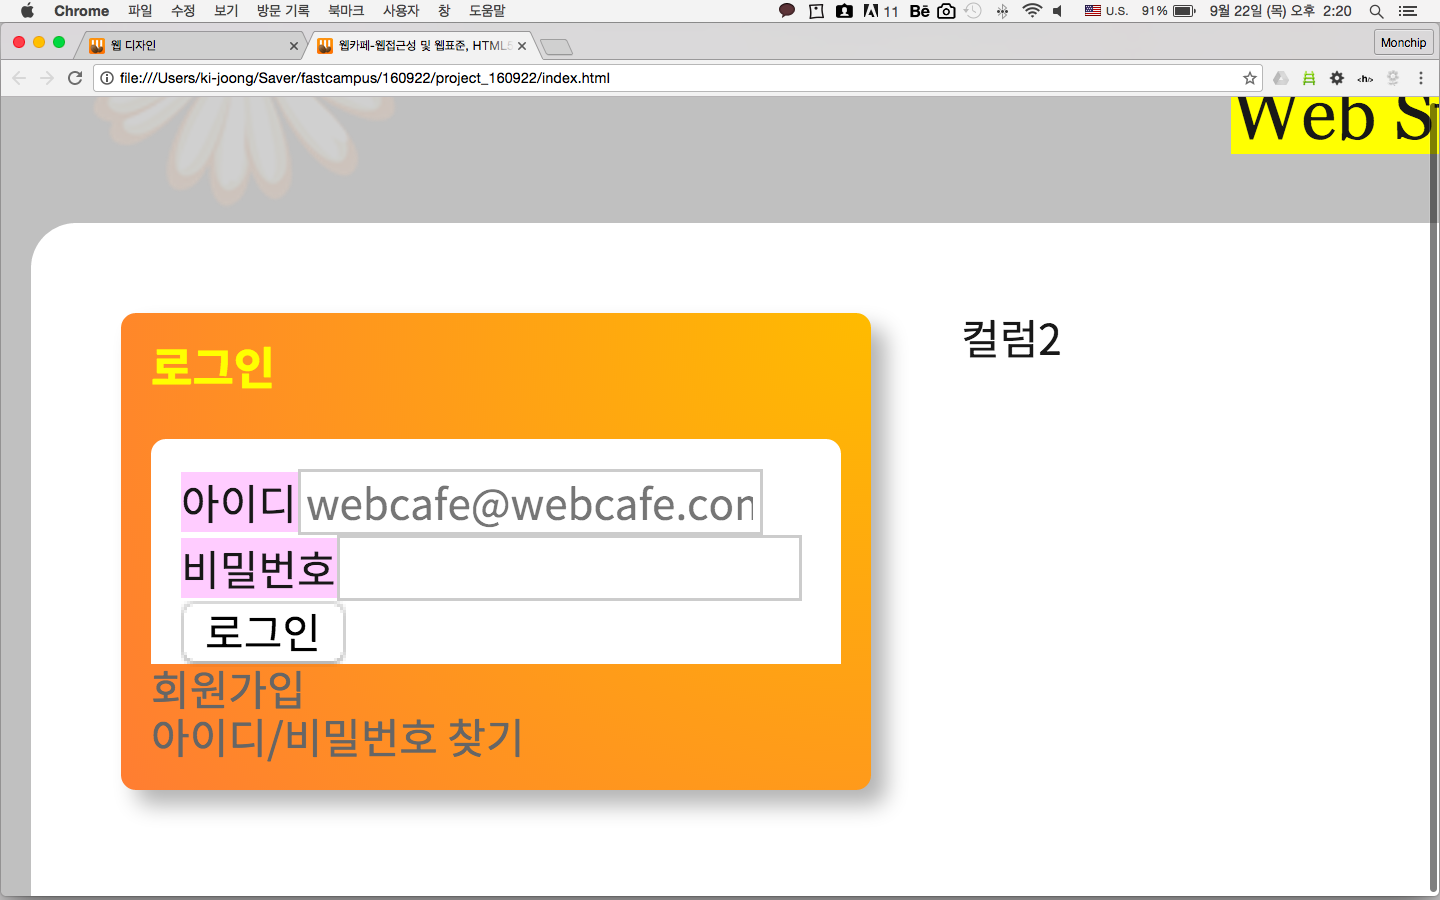 Chrome 파일 수정 보기 방문 기록 북마크 사용자 창 도움말 11 Bē U.S. 91% 9월 22일 (목) 오후 2:20
웹 디자인
웹카페-웹접근성 및 웹표준, HTML5
Monchip
file:///Users/ki-joong/Saver/fastcampus/160922/project_160922/index.html
<h/>
Web S
로그인
컬럼2
아이디 webcafe@webcafe.con
비밀번호
로그인
회원가입
아이디/비밀번호 찾기